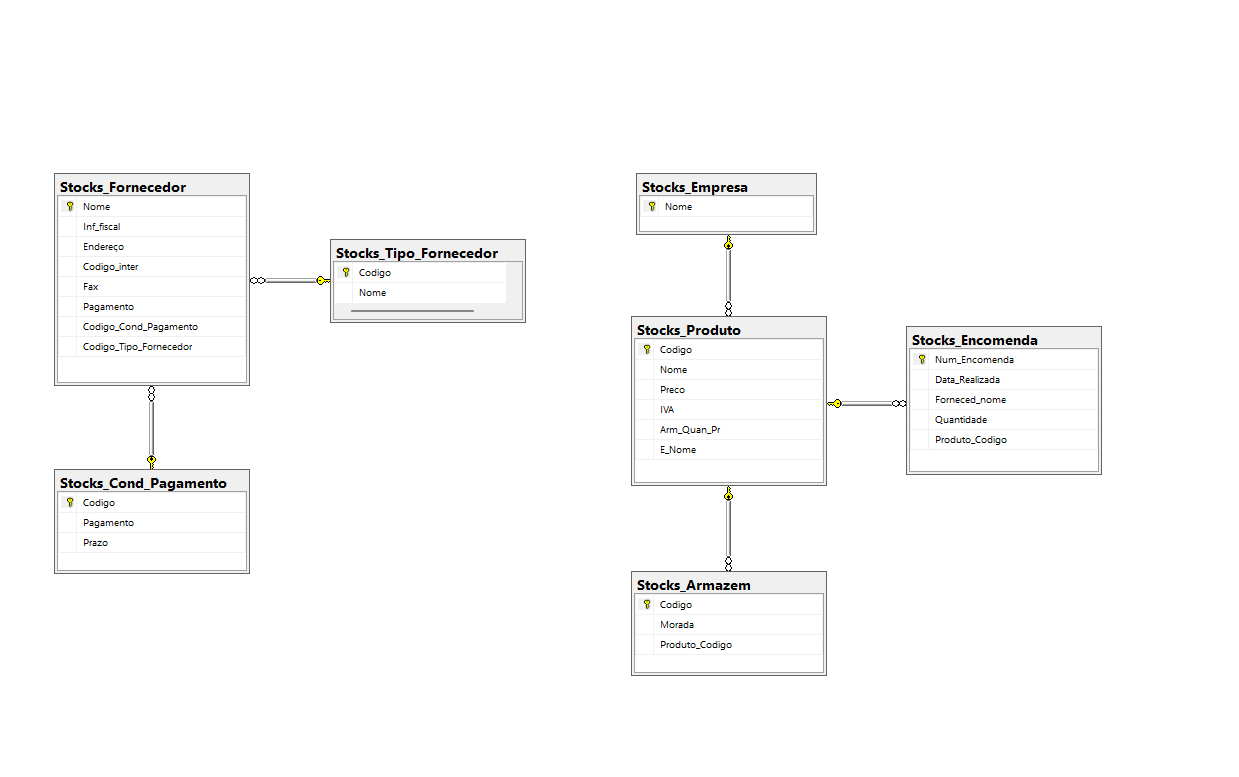 Stocks_Fornecedor
Nome
Inf_fiscal
Endereço
Codigo_inter
Fax
Pagamento
Codigo_Cond_Pagamento
Codigo_Tipo_Fornecedor
Stocks_Tipo_Fornecedor
Codigo
Nome
Stocks_Cond_Pagamento
Codigo
Pagamento
Prazo
Stocks_Empresa
Nome
Stocks_Produto
Codigo
Nome
Preco
IVA
Arm_Quan_Pr
E_Nome
Stocks_Encomenda
Num_Encomenda
Data_Realizada
Forneced_nome
Quantidade
Produto_Codigo
Stocks_Armazem
Codigo
Morada
Produto_Codigo